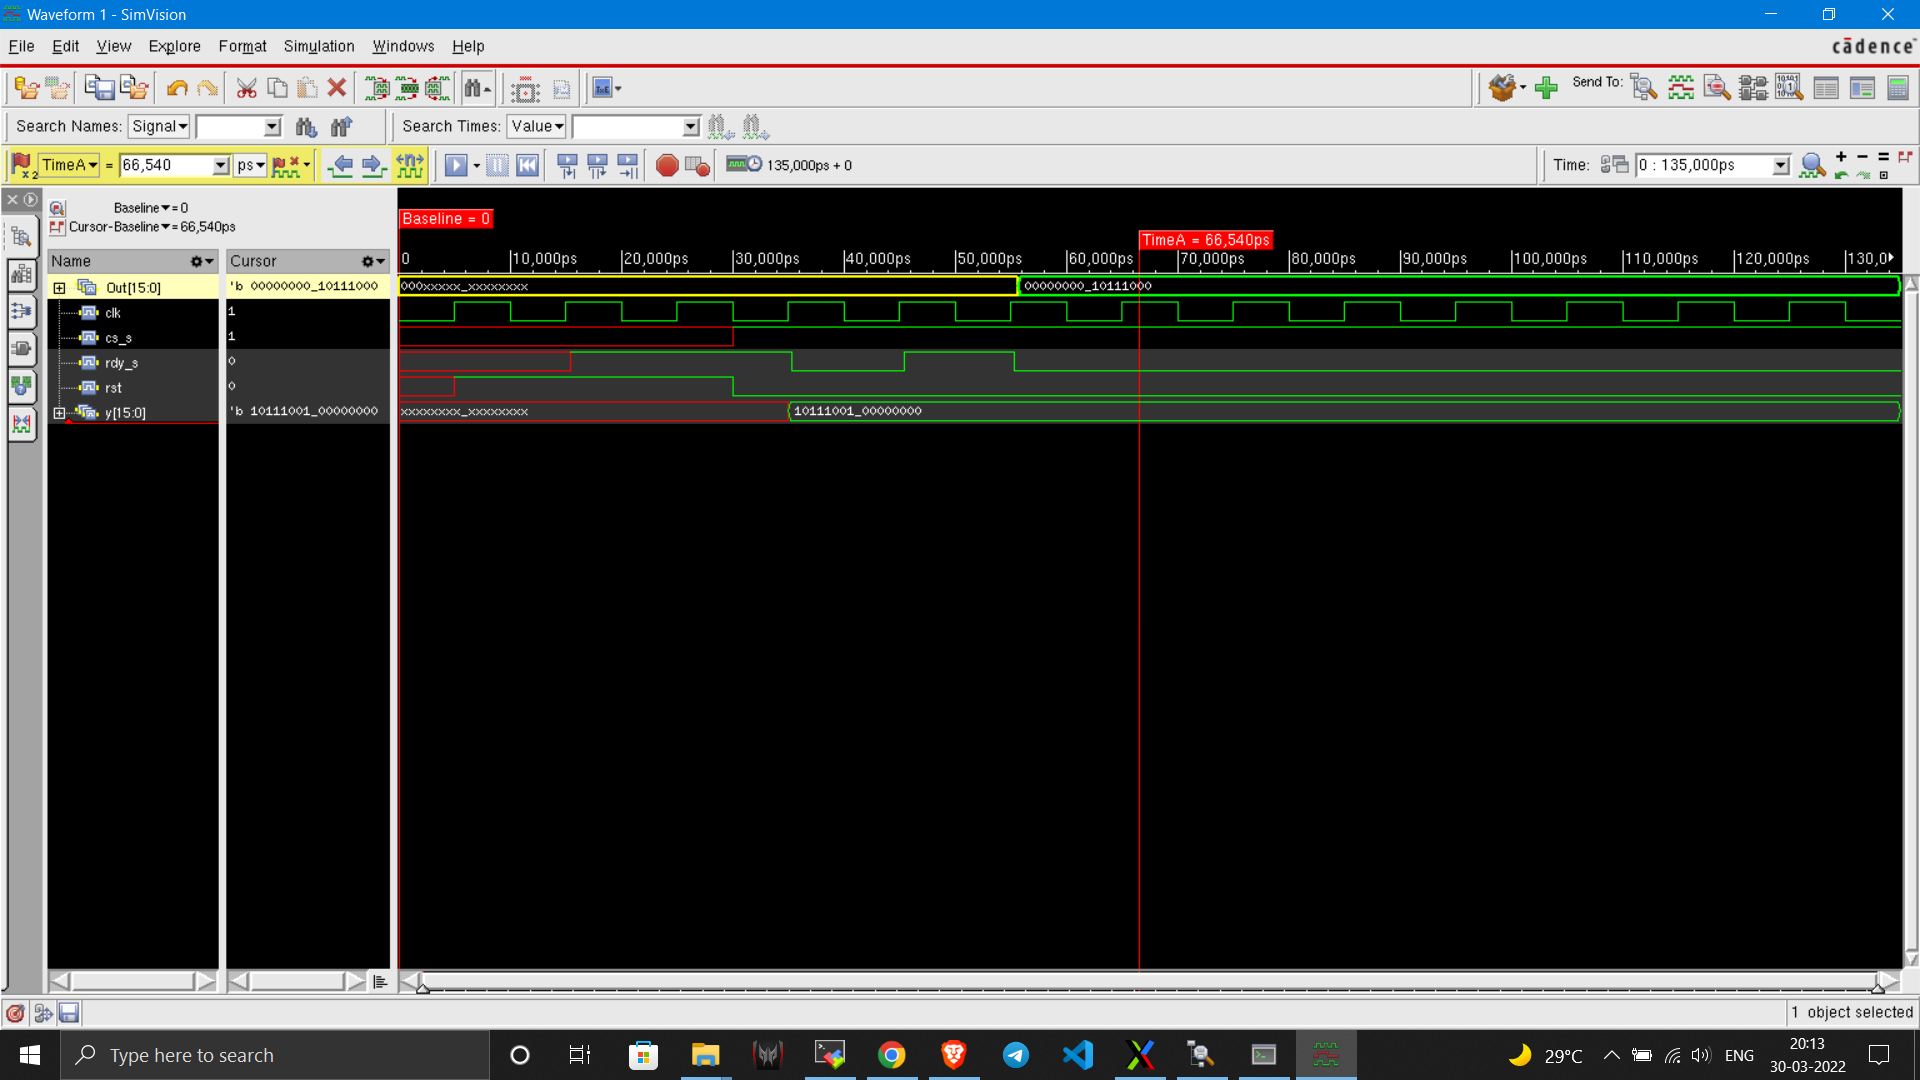 Waveform 1 - SimVision
File Edit View Explore Format Simulation Windows Help
cādence
Send To:
Search Names: Signal Search Times: Value
TimeA = 66,540 ps 135,000ps + 0 Time: 0 : 135,000ps
x2
Baseline = 0
Cursor-Baseline = 66,540ps
Baseline = 0
TimeA = 66,540ps
Name Cursor
0 10,000ps 20,000ps 30,000ps 40,000ps 50,000ps 60,000ps 70,000ps 80,000ps 90,000ps 100,000ps 110,000ps 120,000ps 130,0
Out[15:0] 'b 00000000_10111000 000xxxxx_xxxxxxxx 00000000_10111000
clk 1
cs_s 1
rdy_s 0
rst 0
y[15:0] 'b 10111001_00000000 xxxxxxxx_xxxxxxxx 10111001_00000000
1 object selected
Type here to search
29°C
ENG
20:13
30-03-2022